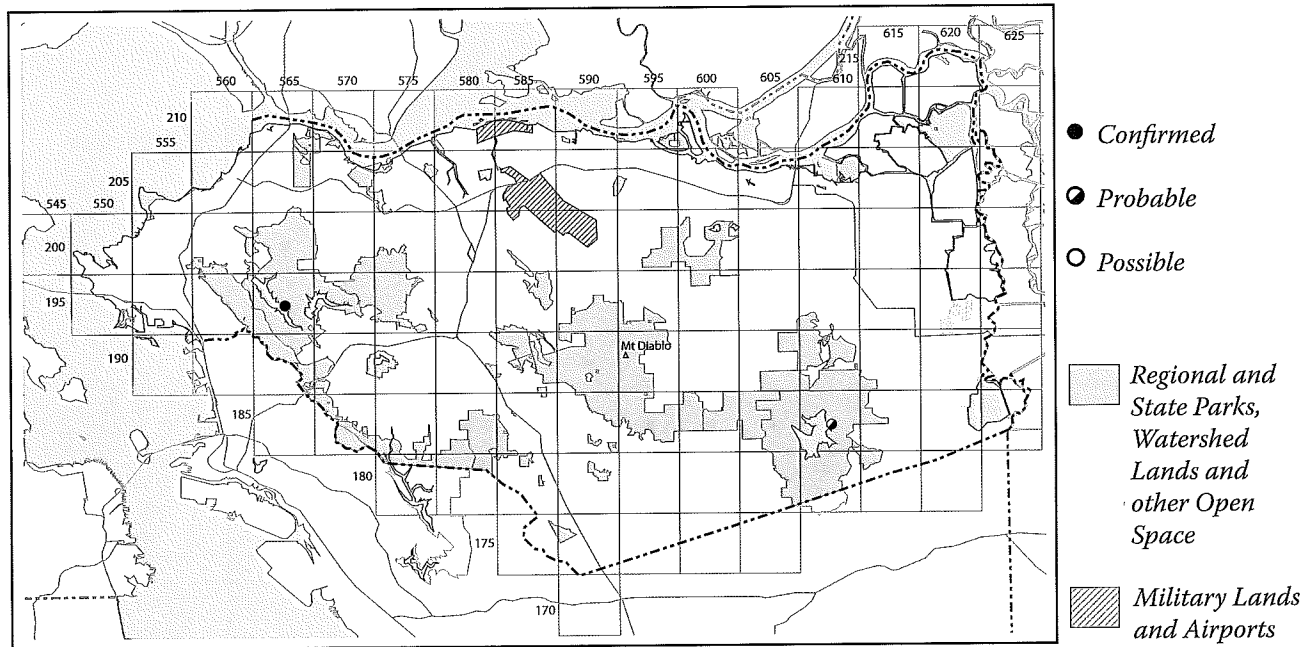 615 620 625
215
560 565 570 575 580 585 590 595 600 605 610
210
555
205
545 550
200
195
Mt Diablo
190
185
180
175
170
Confirmed
Probable
Possible
Regional and
State Parks,
Watershed
Lands and
other Open
Space
Military Lands
and Airports